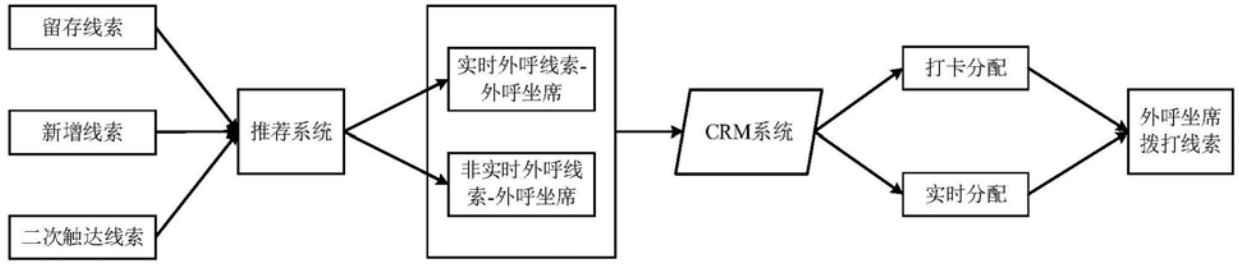 留存线索
新增线索
二次触达线索
推荐系统
实时外呼线索-
外呼坐席
非实时外呼线
索-外呼坐席
CRM系统
打卡分配
实时分配
外呼坐席
拨打线索